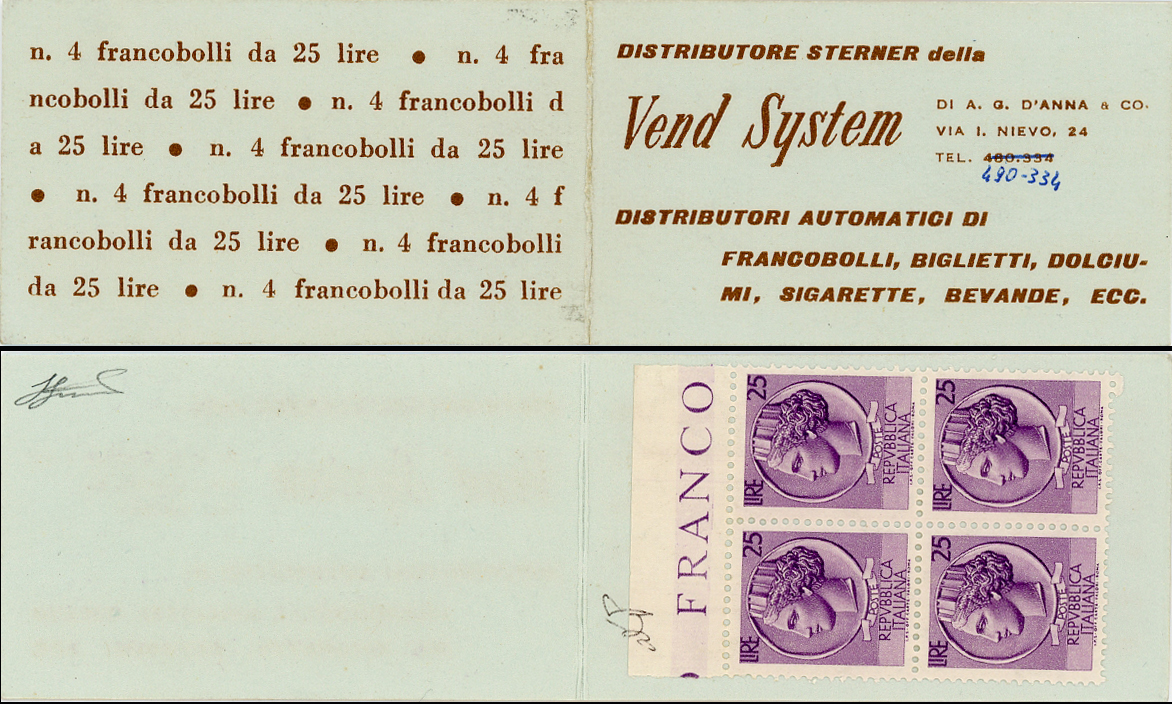 n. 4 francobolli da 25 lire ● n. 4 fra
ncobolli da 25 lire ● n. 4 francobolli d
a 25 lire ● n. 4 francobolli da 25 lire
● n. 4 francobolli da 25 lire ● n. 4 f
rancobolli da 25 lire ● n. 4 francobolli
da 25 lire ● n. 4 francobolli da 25 lire
DISTRIBUTORE STERNER della
Vend System
DI A. G. D'ANNA & CO.
VIA I. NIEVO, 24
TEL. 480.334
490-334
DISTRIBUTORI AUTOMATICI DI
FRANCOBOLLI, BIGLIETTI, DOLCIU-
MI, SIGARETTE, BEVANDE, ECC.
FRANCO
LIRE 25
POSTE
REPVBBLICA
ITALIANA
LIRE 25
POSTE
REPVBBLICA
ITALIANA
LIRE 25
POSTE
REPVBBLICA
ITALIANA
LIRE 25
POSTE
REPVBBLICA
ITALIANA